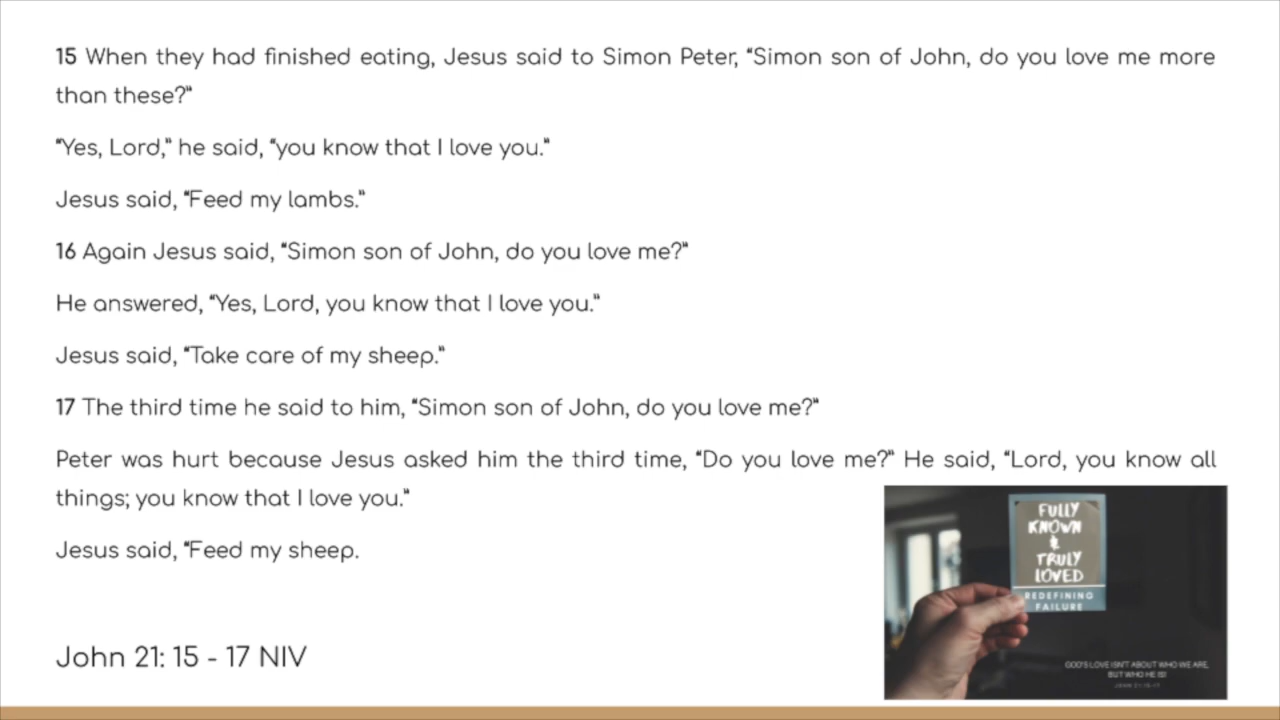 15 When they had finished eating, Jesus said to Simon Peter, “Simon son of John, do you love me more
than these?”
“Yes, Lord,” he said, “you know that I love you.”
Jesus said, “Feed my lambs.”
16 Again Jesus said, “Simon son of John, do you love me?”
He answered, “Yes, Lord, you know that I love you.”
Jesus said, “Take care of my sheep.”
17 The third time he said to him, “Simon son of John, do you love me?”
Peter was hurt because Jesus asked him the third time, “Do you love me?” He said, “Lord, you know all
things; you know that I love you.”
Jesus said, “Feed my sheep.
John 21: 15 - 17 NIV
FULLY
KNOWN
&
TRULY
LOVED
REDEFINING
FAILURE
GOD'S LOVE ISN'T ABOUT WHO WE ARE,
BUT WHO HE IS!
JOHN 21:15-17